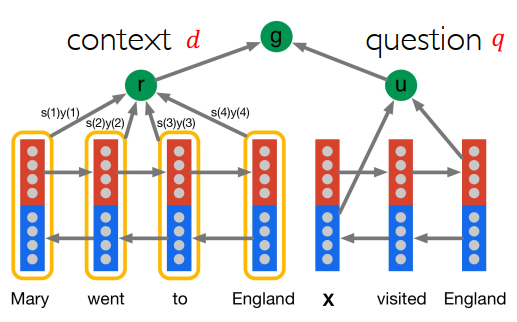 context d
question q
g
r
u
s(1)y(1)
s(2)y(2)
s(3)y(3)
s(4)y(4)
Mary went to England
X visited England